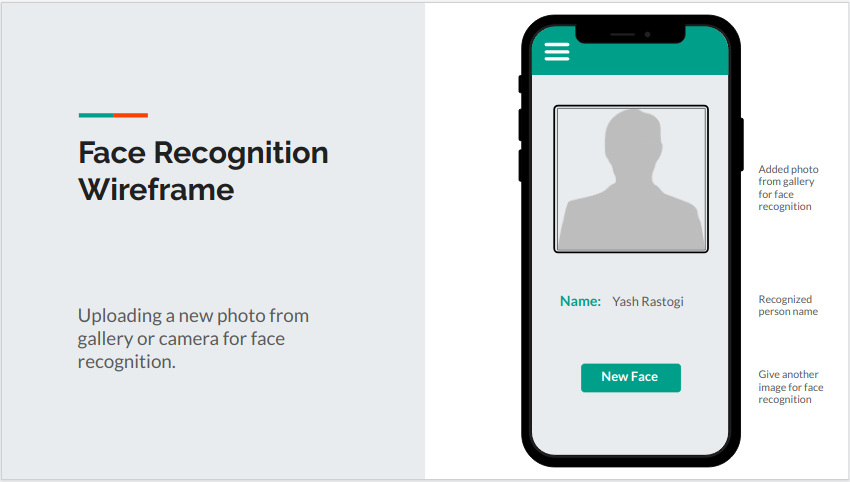 Face Recognition
Wireframe
Uploading a new photo from
gallery or camera for face
recognition.
Added photo
from gallery
for face
recognition
Name: Yash Rastogi
Recognized
person name
New Face
Give another
image for face
recognition